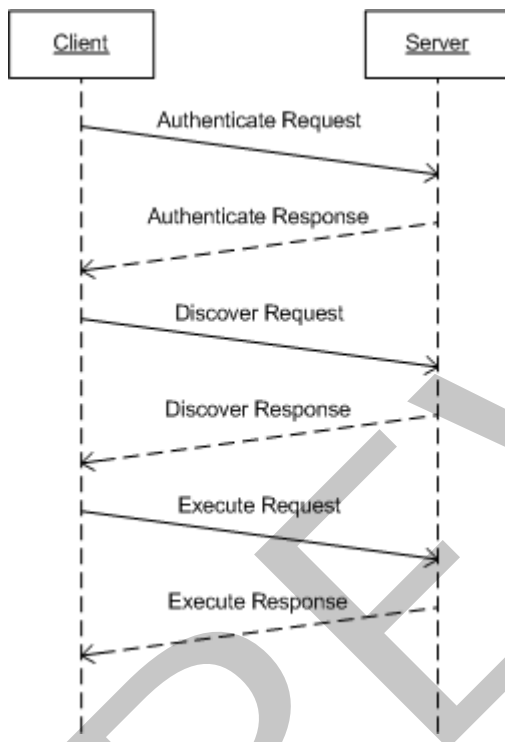 Client
Server
Authenticate Request
Authenticate Response
Discover Request
Discover Response
Execute Request
Execute Response